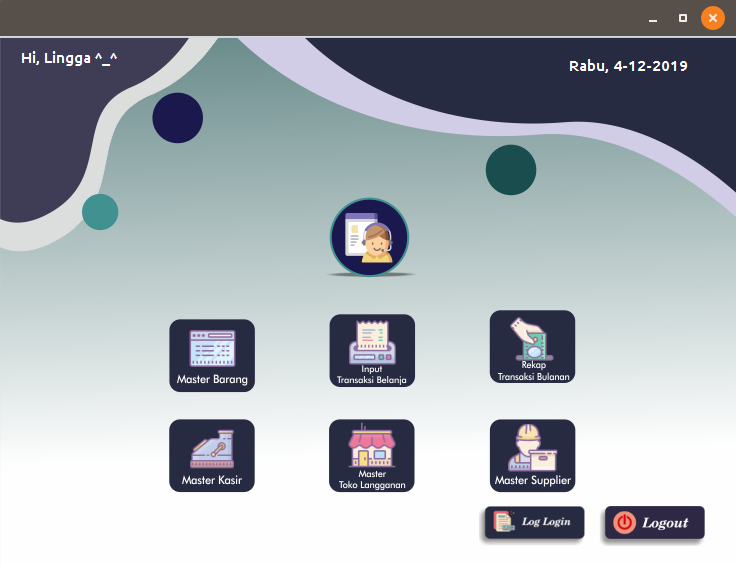 Hi, Lingga ^_^
Rabu, 4-12-2019
Master Barang
Input
Transaksi Belanja
Rekap
Transaksi Bulanan
Master Kasir
Master
Toko Langganan
Master Supplier
Log Login
Logout